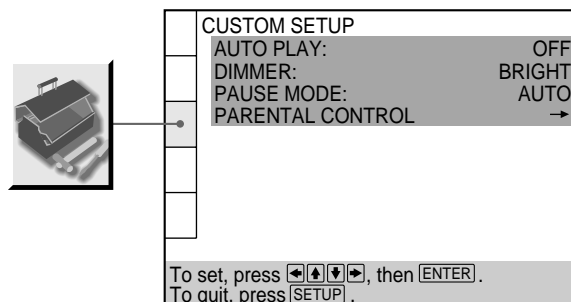 CUSTOM SETUP
AUTO PLAY: OFF
DIMMER: BRIGHT
PAUSE MODE: AUTO
PARENTAL CONTROL →
To set, press ←↑↓→, then ENTER.
To quit, press SETUP.